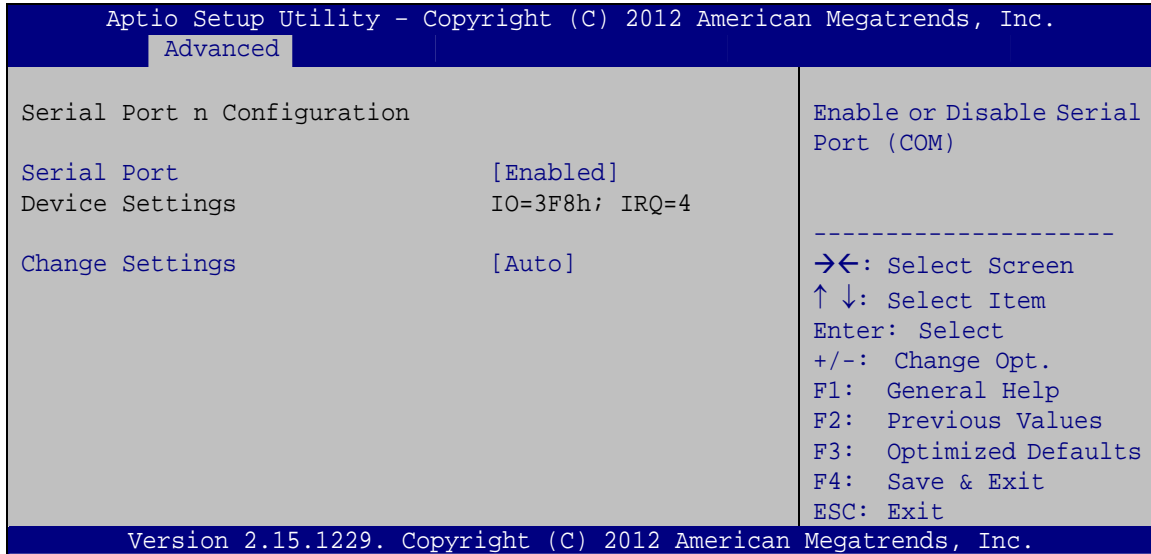 Aptio Setup Utility – Copyright (C) 2012 American Megatrends, Inc.
Advanced
Serial Port n Configuration
Serial Port [Enabled]
Device Settings IO=3F8h; IRQ=4
Change Settings [Auto]
Enable or Disable Serial
Port (COM)
---------------------
→←: Select Screen
↑ ↓: Select Item
Enter: Select
+/-: Change Opt.
F1: General Help
F2: Previous Values
F3: Optimized Defaults
F4: Save & Exit
ESC: Exit
Version 2.15.1229. Copyright (C) 2012 American Megatrends, Inc.